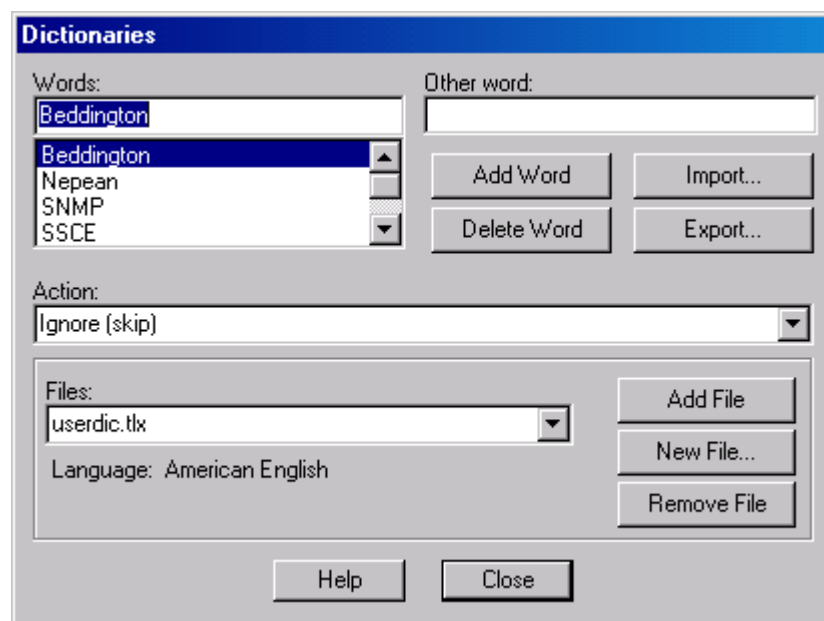 Dictionaries
Words:
Other word:
Beddington
Beddington
Nepean
SNMP
SSCE
Add Word
Import...
Delete Word
Export...
Action:
Ignore (skip)
Files:
userdic.tlx
Language: American English
Add File
New File...
Remove File
Help
Close